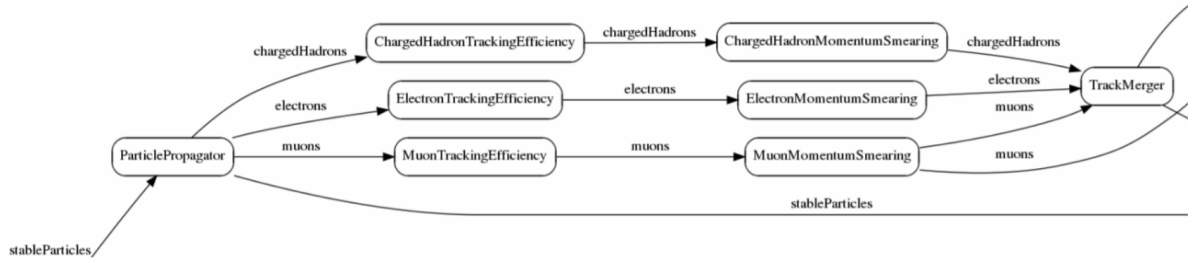 chargedHadrons
ChargedHadronTrackingEfficiency
chargedHadrons
ChargedHadronMomentumSmearing
chargedHadrons
electrons
ElectronTrackingEfficiency
electrons
ElectronMomentumSmearing
electrons
TrackMerger
muons
ParticlePropagator
muons
MuonTrackingEfficiency
muons
MuonMomentumSmearing
muons
stableParticles
stableParticles